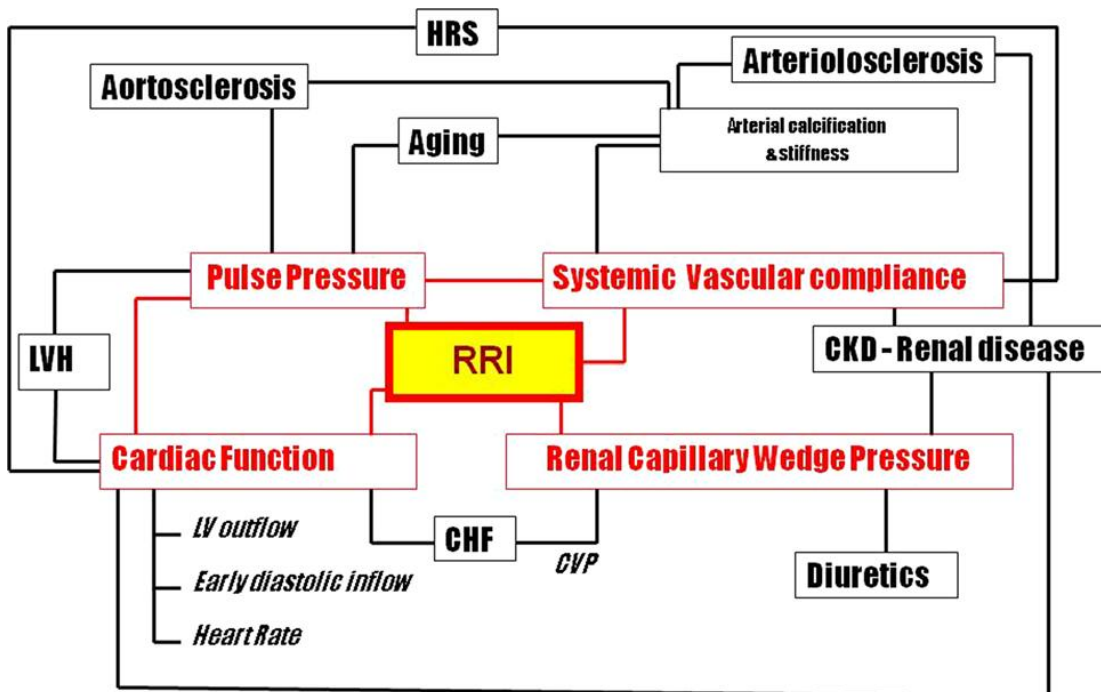 HRS
Arteriolosclerosis
Aortosclerosis
Arterial calcification
& stiffness
Aging
Pulse Pressure
Systemic Vascular compliance
LVH
RRI
CKD - Renal disease
Cardiac Function
Renal Capillary Wedge Pressure
LV outflow
CHF
CVP
Early diastolic inflow
Diuretics
Heart Rate